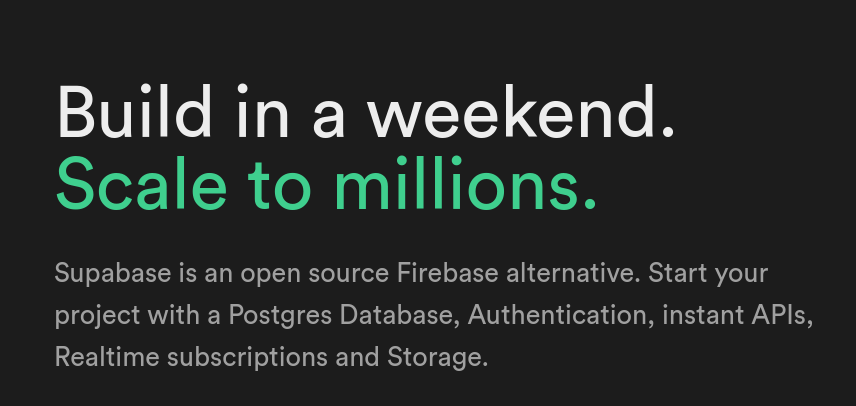 Build in a weekend.
Scale to millions.
Supabase is an open source Firebase alternative. Start your
project with a Postgres Database, Authentication, instant APIs,
Realtime subscriptions and Storage.